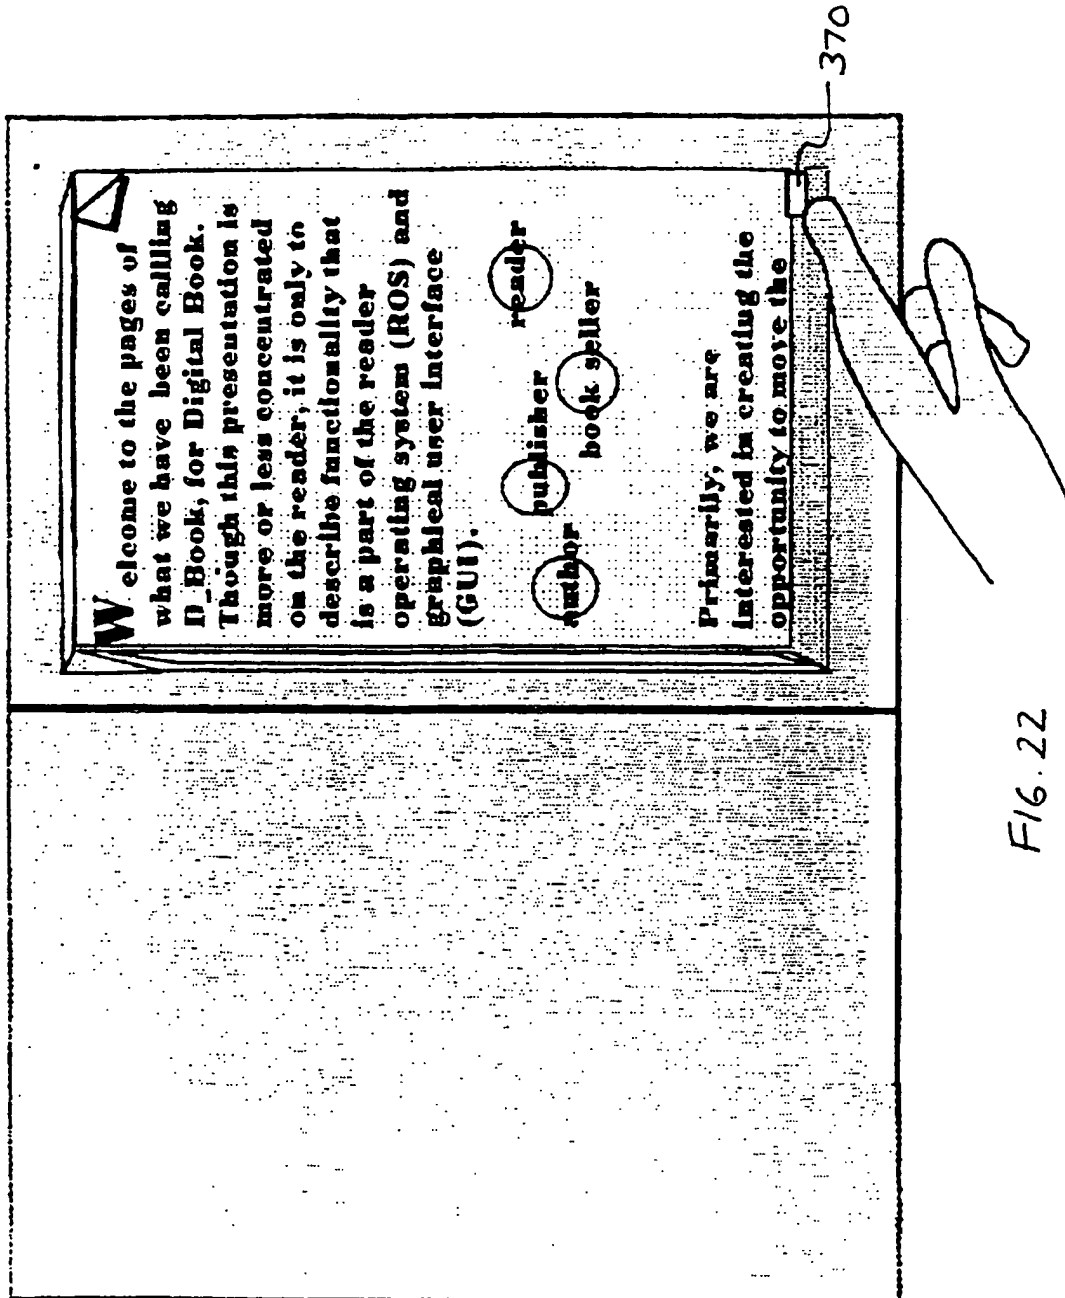 Welcome to the pages of
what we have been callling
D_Book, for Digital Book.
Though this presentation is
more or less concentrated
on the reader, it is only to
describe functionality that
is a part of the reader
operating system (ROS) and
graphical user interface
(GUI).
reader
publisher
author
book seller
Primarily, we are
interested in creating the
opportunity to move the
370
FIG. 22